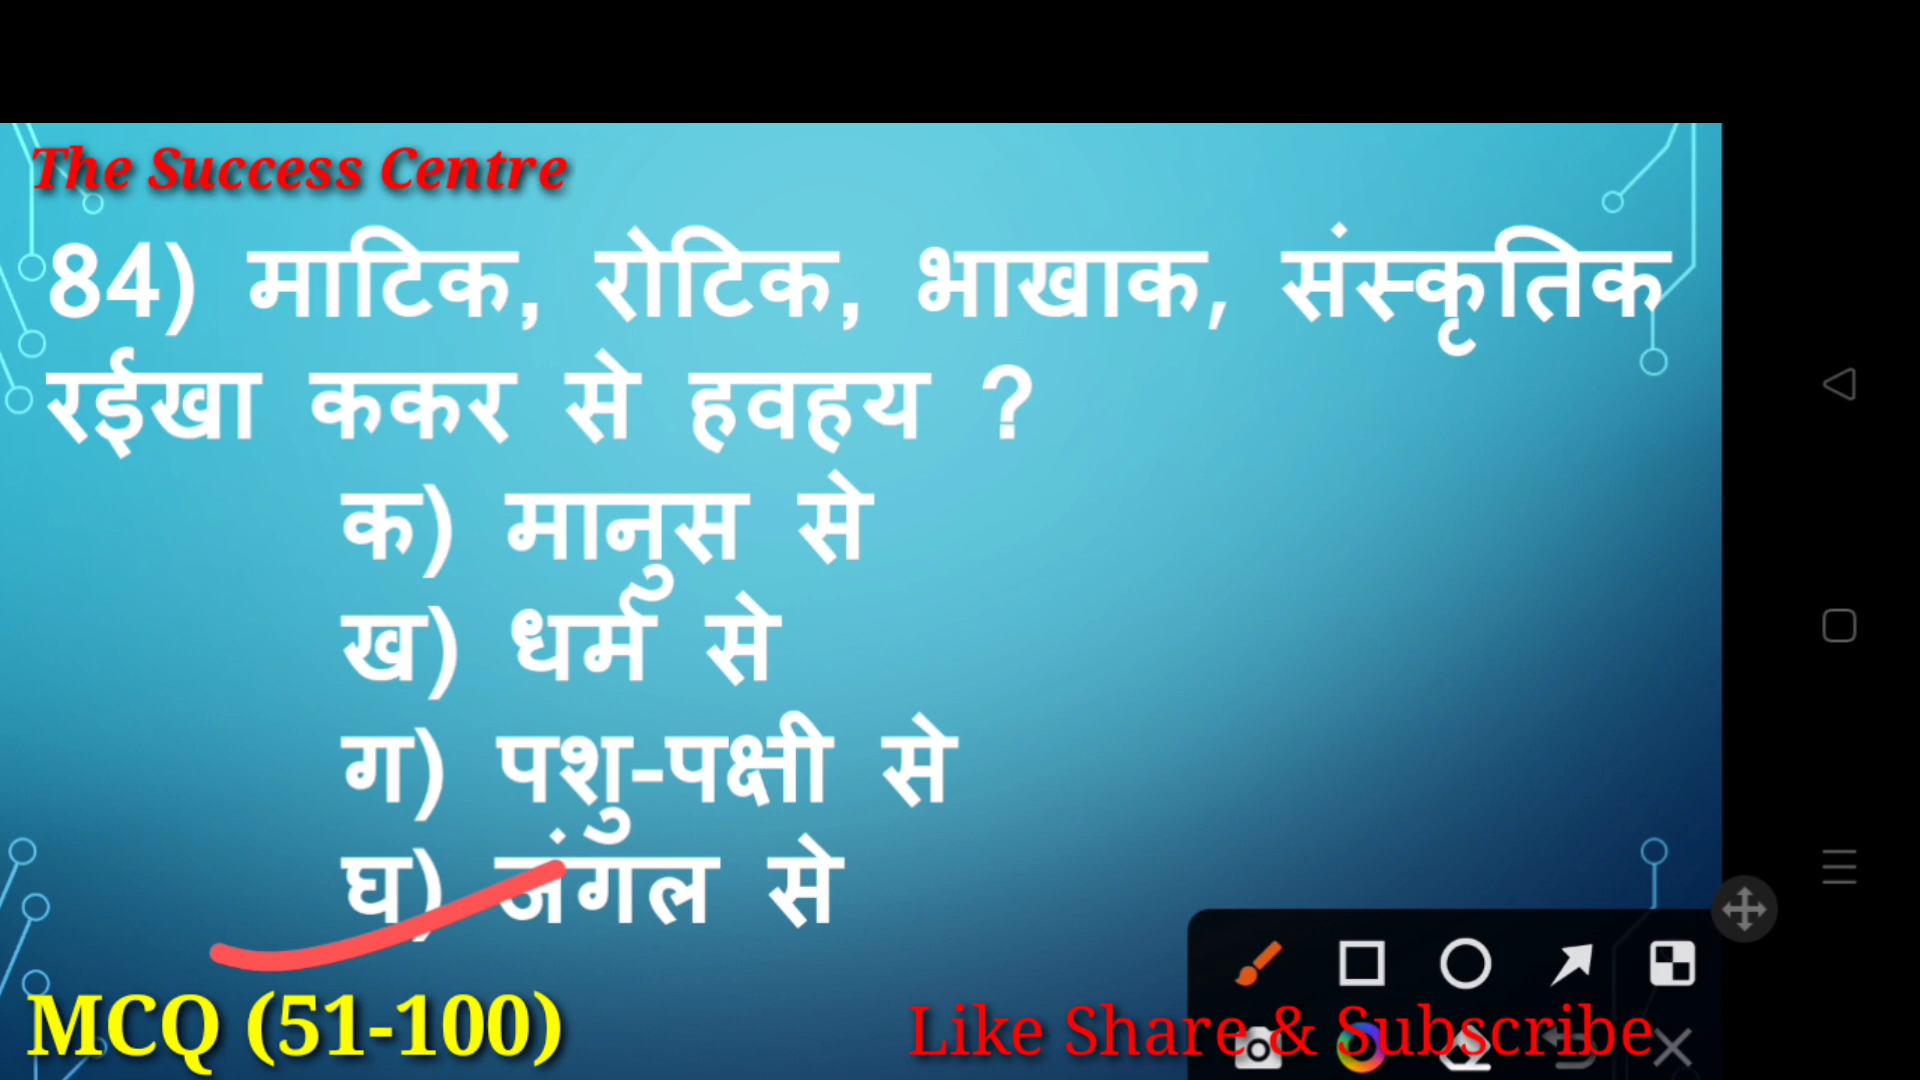 The Success Centre
84) माटिक, रोटिक, भाखाक, संस्कृतिक
रईखा ककर से हवहय ?
क) मानुस से
ख) धर्म से
ग) पशु-पक्षी से
घ) जंगल से
MCQ (51-100)
Like Share & Subscribe